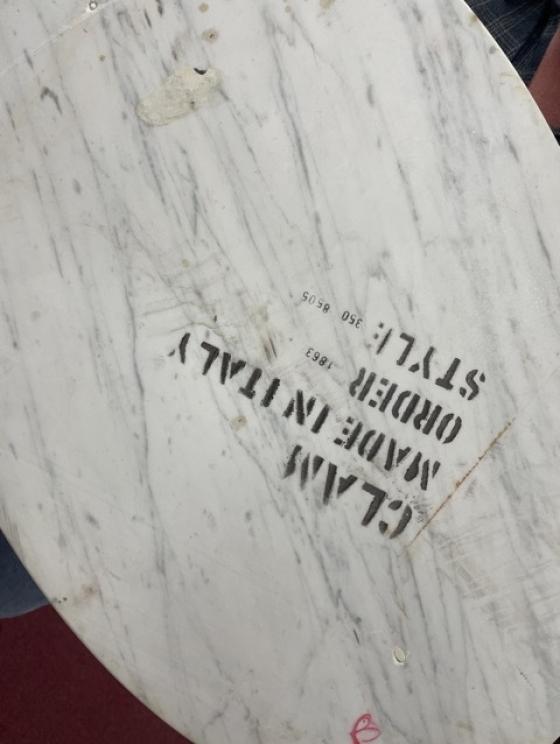 CLAM
MADE IN ITALY
ORDER 1863
STYLE 350 8505
B